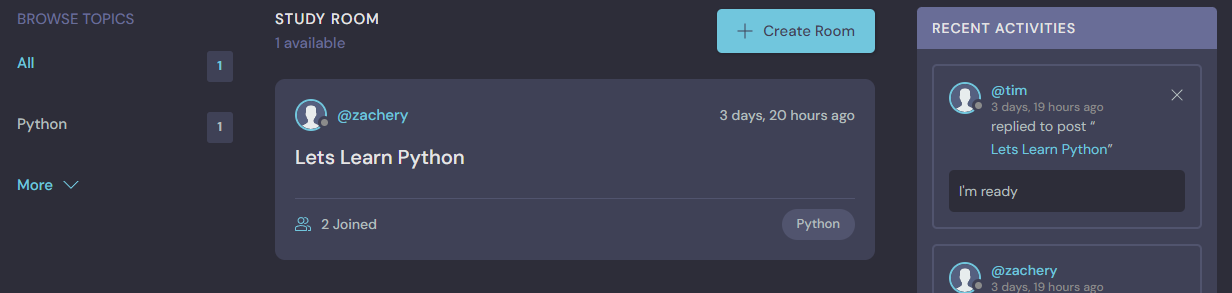 BROWSE TOPICS
All
1
Python
1
More
STUDY ROOM
1 available
Create Room
@zachery
3 days, 20 hours ago
Lets Learn Python
2 Joined
Python
RECENT ACTIVITIES
@tim
3 days, 19 hours ago
replied to post “
Lets Learn Python”
I'm ready
@zachery
3 days, 19 hours ago